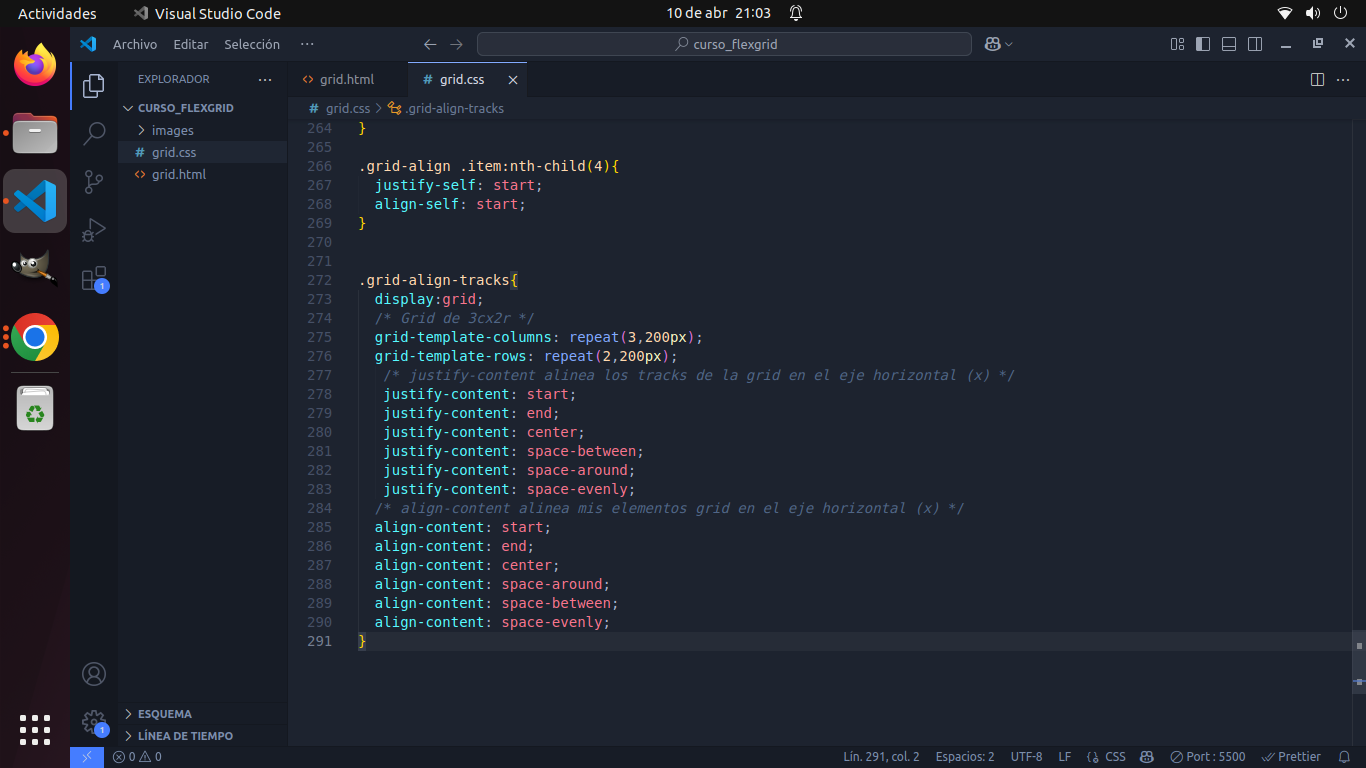 Actividades
Visual Studio Code
10 de abr 21:03
Archivo Editar Selección ···
curso_flexgrid
EXPLORADOR ···
CURSO_FLEXGRID
images
# grid.css
<> grid.html
ESQUEMA
LÍNEA DE TIEMPO
1
1
<> grid.html
# grid.css
# grid.css > .grid-align-tracks
264 }
265
266 .grid-align .item:nth-child(4){
267 justify-self: start;
268 align-self: start;
269 }
270
271
272 .grid-align-tracks{
273 display:grid;
274 /* Grid de 3cx2r */
275 grid-template-columns: repeat(3,200px);
276 grid-template-rows: repeat(2,200px);
277 /* justify-content alinea los tracks de la grid en el eje horizontal (x) */
278 justify-content: start;
279 justify-content: end;
280 justify-content: center;
281 justify-content: space-between;
282 justify-content: space-around;
283 justify-content: space-evenly;
284 /* align-content alinea mis elementos grid en el eje horizontal (x) */
285 align-content: start;
286 align-content: end;
287 align-content: center;
288 align-content: space-around;
289 align-content: space-between;
290 align-content: space-evenly;
291 }
0 0
Lín. 291, col. 2 Espacios: 2 UTF-8 LF {} CSS Port : 5500 Prettier